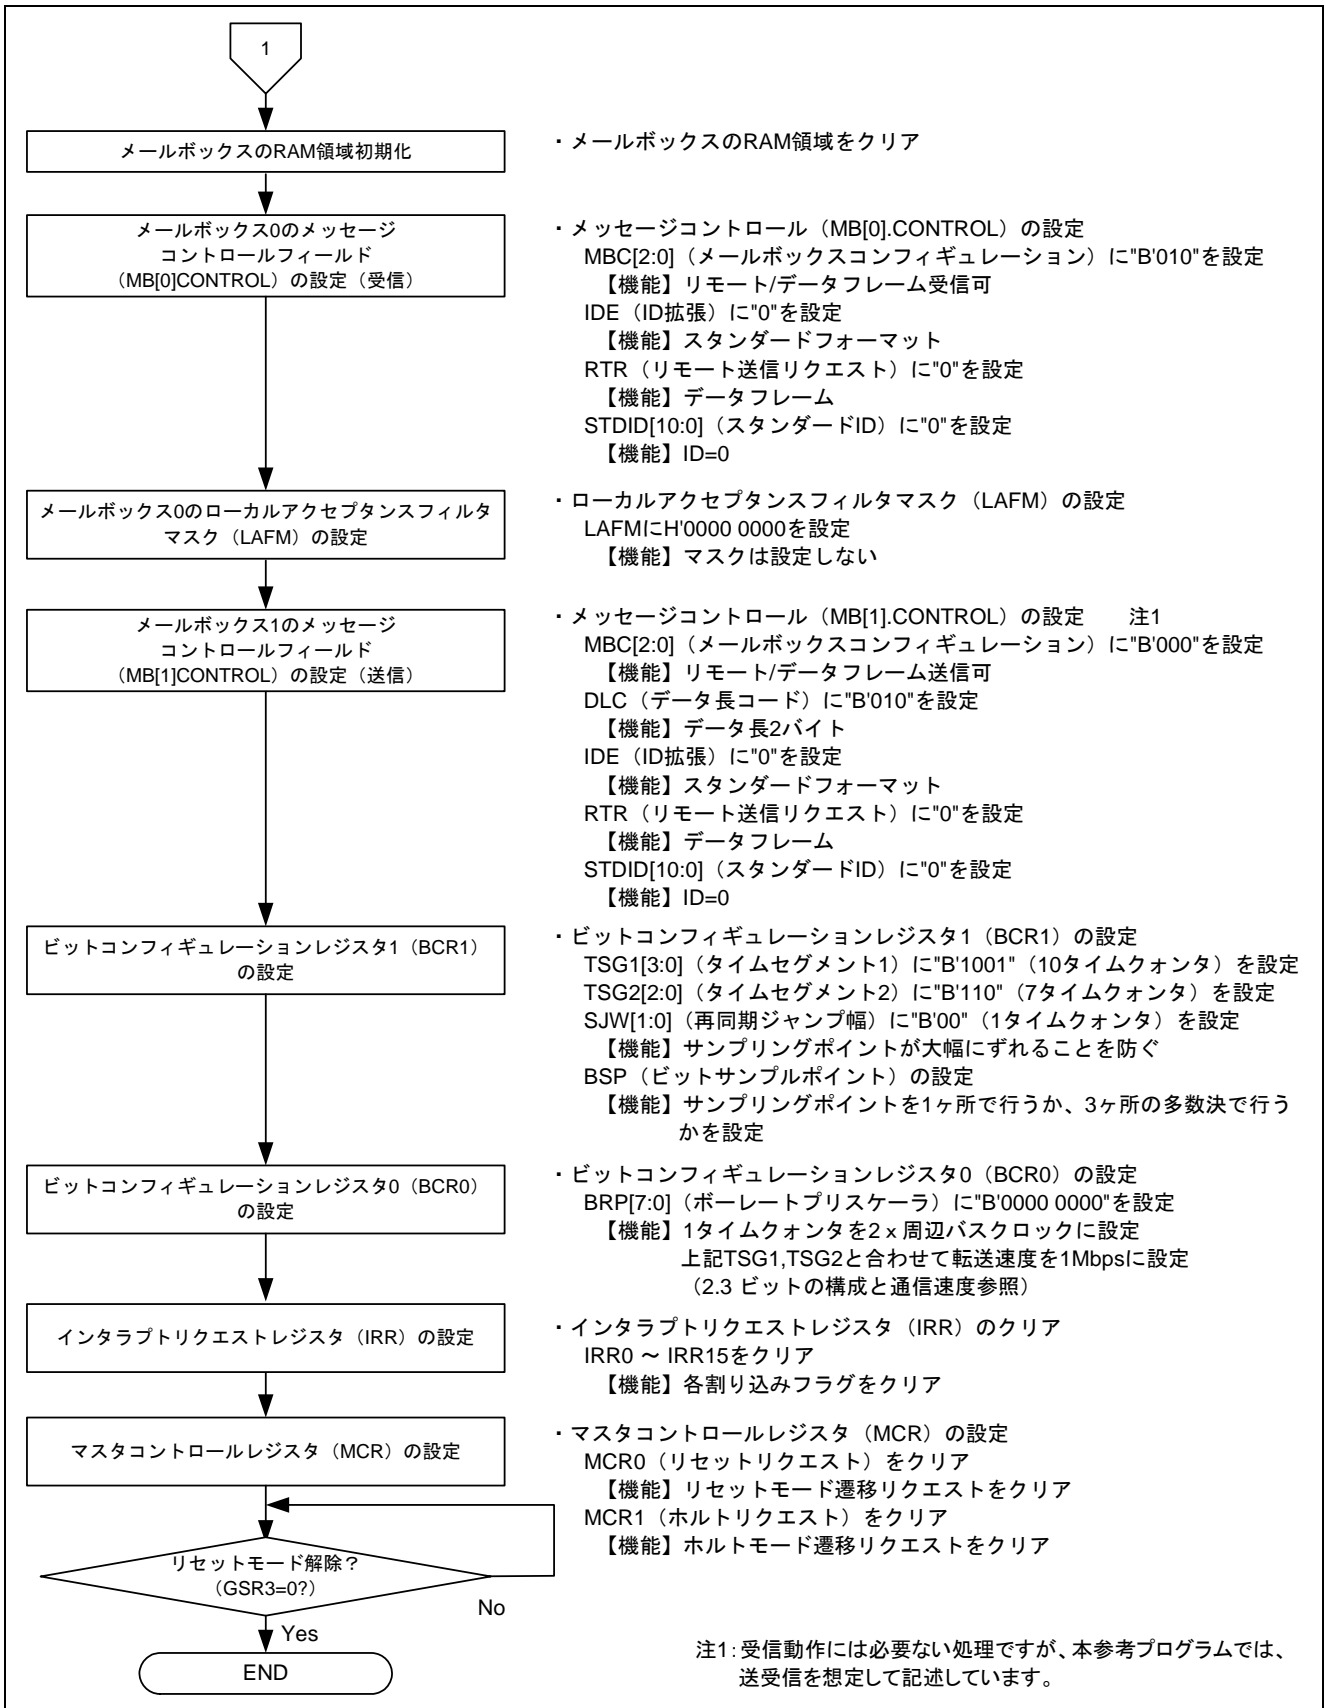 1
メールボックスのRAM領域初期化
・メールボックスのRAM領域をクリア
メールボックス0のメッセージ
コントロールフィールド
(MB[0]CONTROL)の設定(受信)
・メッセージコントロール(MB[0].CONTROL)の設定
MBC[2:0](メールボックスコンフィギュレーション)に"B'010"を設定
【機能】リモート/データフレーム受信可
IDE(ID拡張)に"0"を設定
【機能】スタンダードフォーマット
RTR(リモート送信リクエスト)に"0"を設定
【機能】データフレーム
STDID[10:0](スタンダードID)に"0"を設定
【機能】ID=0
メールボックス0のローカルアクセプタンスフィルタ
マスク(LAFM)の設定
・ローカルアクセプタンスフィルタマスク(LAFM)の設定
LAFMにH'0000 0000を設定
【機能】マスクは設定しない
メールボックス1のメッセージ
コントロールフィールド
(MB[1]CONTROL)の設定(送信)
・メッセージコントロール(MB[1].CONTROL)の設定 注1
MBC[2:0](メールボックスコンフィギュレーション)に"B'000"を設定
【機能】リモート/データフレーム送信可
DLC(データ長コード)に"B'010"を設定
【機能】データ長2バイト
IDE(ID拡張)に"0"を設定
【機能】スタンダードフォーマット
RTR(リモート送信リクエスト)に"0"を設定
【機能】データフレーム
STDID[10:0](スタンダードID)に"0"を設定
【機能】ID=0
ビットコンフィギュレーションレジスタ1(BCR1)
の設定
・ビットコンフィギュレーションレジスタ1(BCR1)の設定
TSG1[3:0](タイムセグメント1)に"B'1001"(10タイムクォンタ)を設定
TSG2[2:0](タイムセグメント2)に"B'110"(7タイムクォンタ)を設定
SJW[1:0](再同期ジャンプ幅)に"B'00"(1タイムクォンタ)を設定
【機能】サンプリングポイントが大幅にずれることを防ぐ
BSP(ビットサンプルポイント)の設定
【機能】サンプリングポイントを1ヶ所で行うか、3ヶ所の多数決で行う
かを設定
ビットコンフィギュレーションレジスタ0(BCR0)
の設定
・ビットコンフィギュレーションレジスタ0(BCR0)の設定
BRP[7:0](ボーレートプリスケーラ)に"B'0000 0000"を設定
【機能】1タイムクォンタを2 x 周辺バスクロックに設定
上記TSG1,TSG2と合わせて転送速度を1Mbpsに設定
(2.3 ビットの構成と通信速度参照)
インタラプトリクエストレジスタ(IRR)の設定
・インタラプトリクエストレジスタ(IRR)のクリア
IRR0 ~ IRR15をクリア
【機能】各割り込みフラグをクリア
マスタコントロールレジスタ(MCR)の設定
・マスタコントロールレジスタ(MCR)の設定
MCR0(リセットリクエスト)をクリア
【機能】リセットモード遷移リクエストをクリア
MCR1(ホルトリクエスト)をクリア
【機能】ホルトモード遷移リクエストをクリア
リセットモード解除?
(GSR3=0?)
No
Yes
END
注1:受信動作には必要ない処理ですが、本参考プログラムでは、
送受信を想定して記述しています。